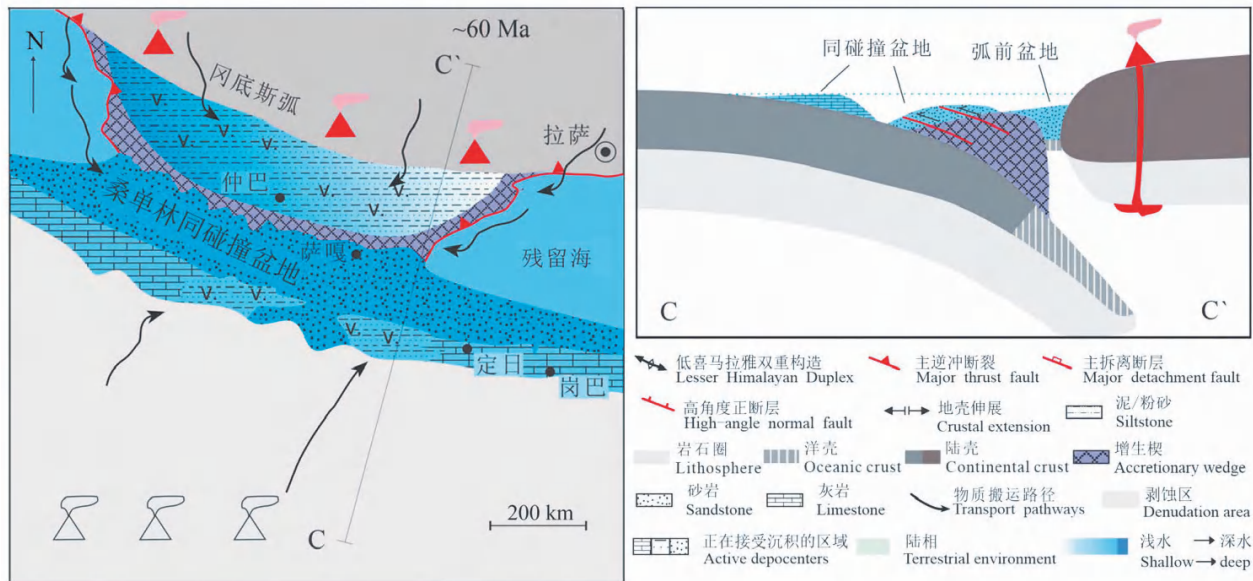 ~60 Ma
N
C`
冈底斯弧
拉萨
仲巴
桑单林同碰撞盆地
萨嘎
残留海
定日
岗巴
C
200 km
同碰撞盆地
弧前盆地
C
C`
低喜马拉雅双重构造
Lesser Himalayan Duplex
主逆冲断裂
Major thrust fault
主拆离断层
Major detachment fault
高角度正断层
High-angle normal fault
地壳伸展
Crustal extension
泥/粉砂
Siltstone
岩石圈
Lithosphere
洋壳
Oceanic crust
陆壳
Continental crust
增生楔
Accretionary wedge
砂岩
Sandstone
灰岩
Limestone
物质搬运路径
Transport pathways
剥蚀区
Denudation area
正在接受沉积的区域
Active depocenters
陆相
Terrestrial environment
浅水 → 深水
Shallow → deep